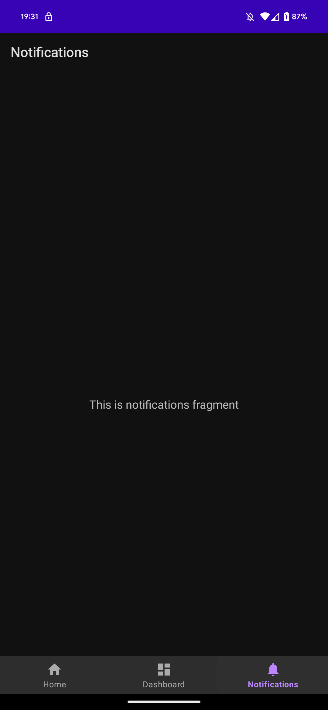 19:31
87%
Notifications
This is notifications fragment
Home
Dashboard
Notifications